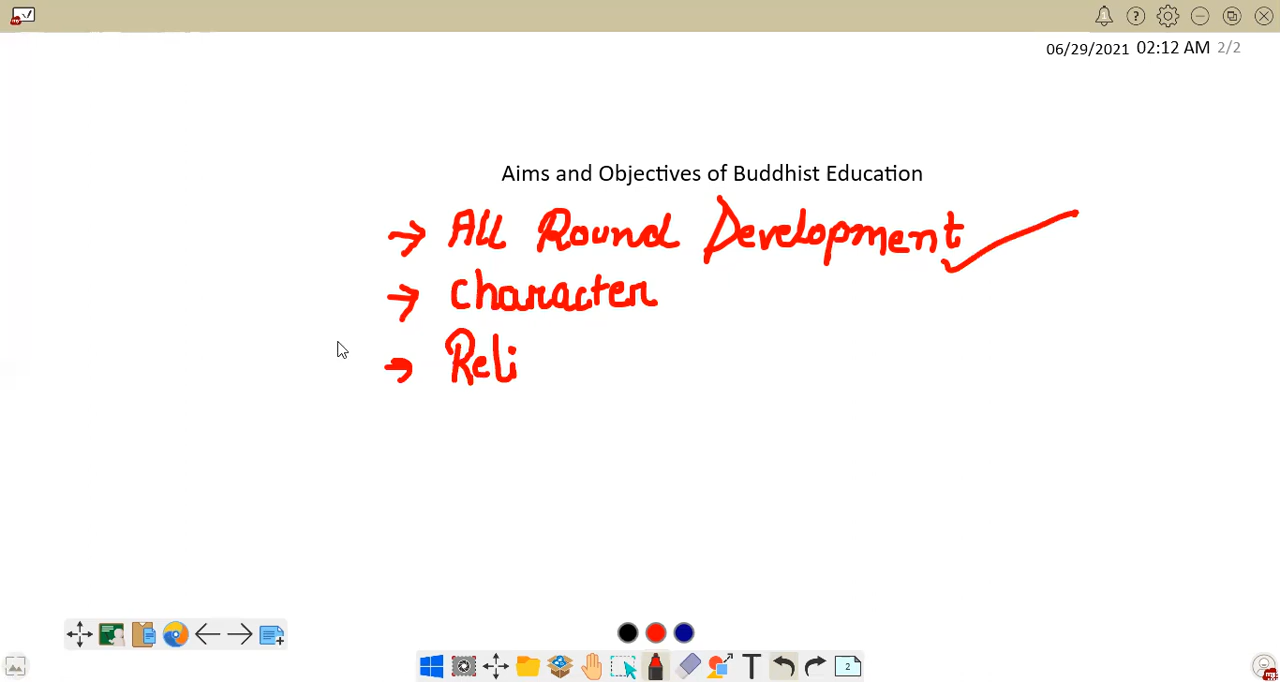 06/29/2021 02:12 AM 2/2
Aims and Objectives of Buddhist Education
→ All Round Development
→ Character
→ Reli
T
2